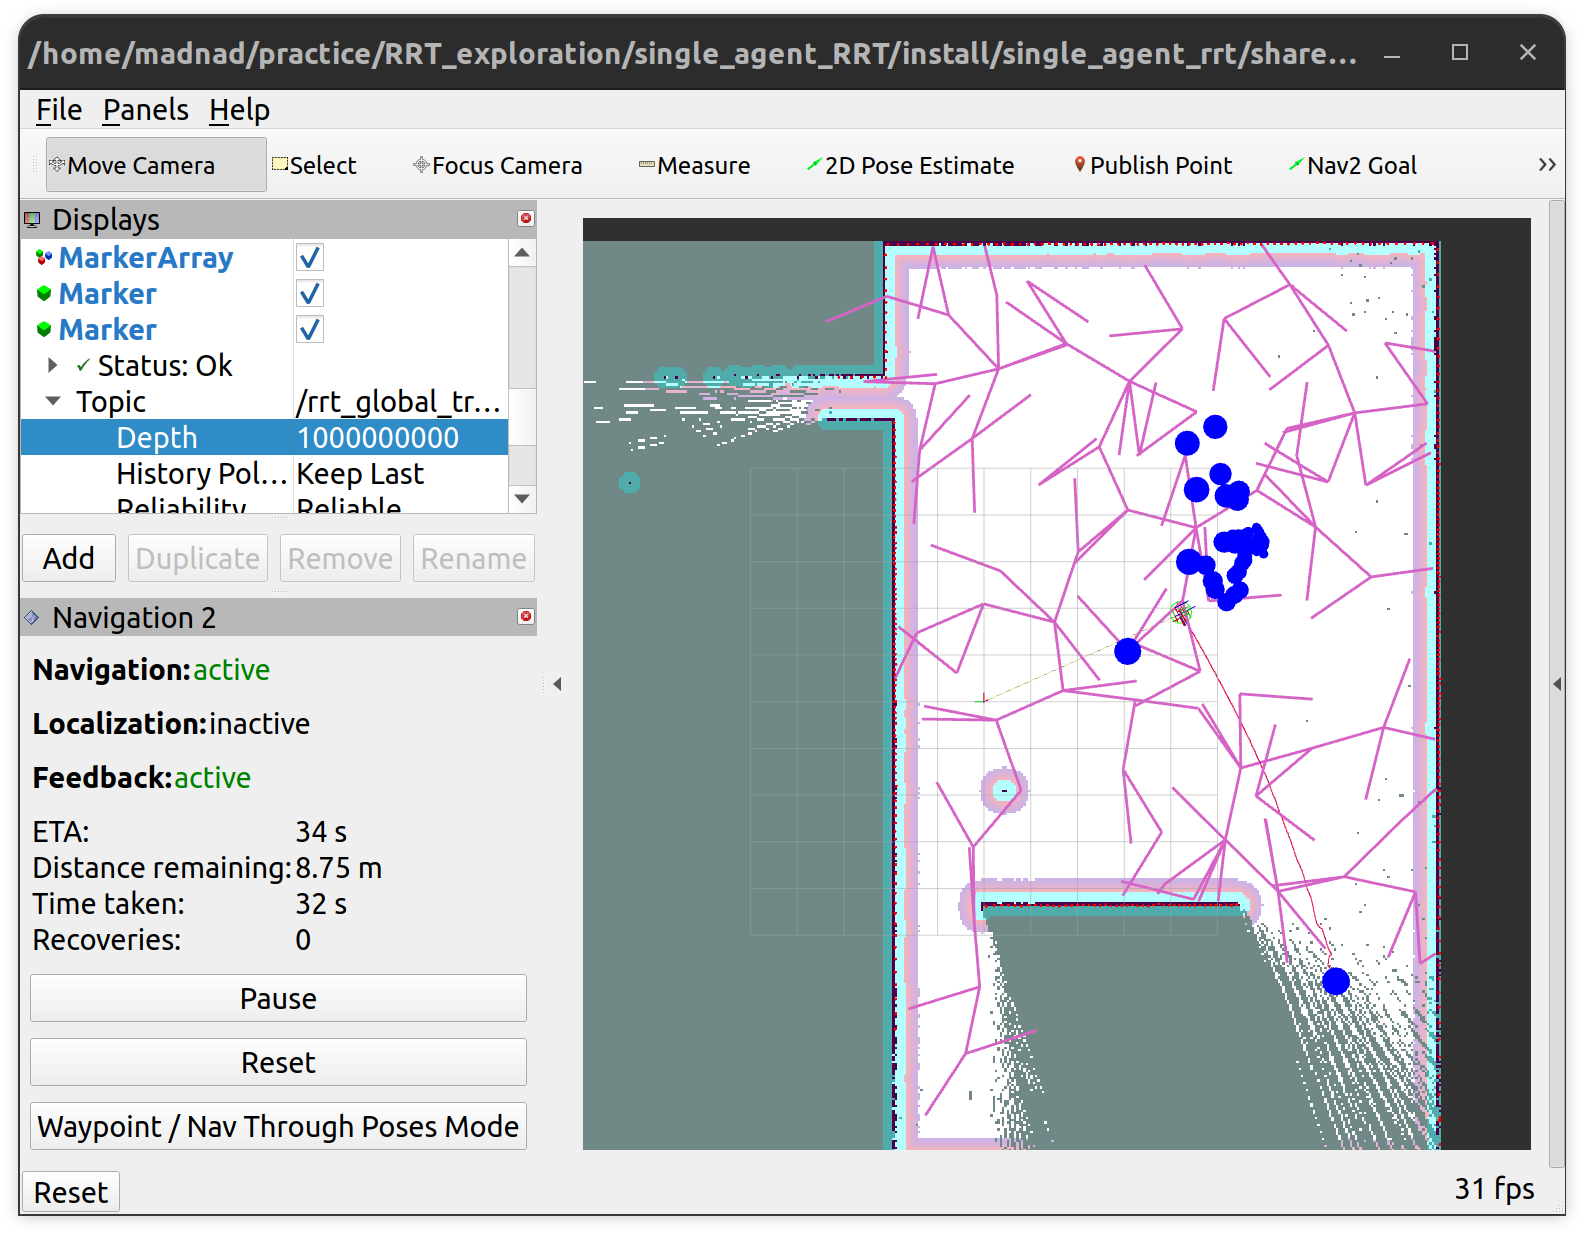 /home/madnad/practice/RRT_exploration/single_agent_RRT/install/single_agent_rrt/share...
File Panels Help
Move Camera Select Focus Camera Measure 2D Pose Estimate Publish Point Nav2 Goal
Displays
MarkerArray
Marker
Marker
Status: Ok
Topic /rrt_global_tr...
Depth 1000000000
History Pol... Keep Last
Reliability Reliable
Add Duplicate Remove Rename
Navigation 2
Navigation:active
Localization:inactive
Feedback:active
ETA: 34 s
Distance remaining: 8.75 m
Time taken: 32 s
Recoveries: 0
Pause
Reset
Waypoint / Nav Through Poses Mode
Reset
31 fps